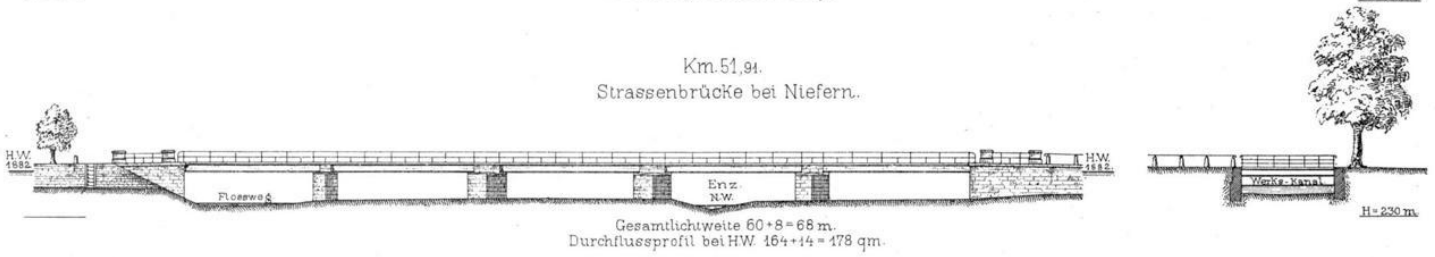 Km. 51,91.
Strassenbrücke bei Niefern.
H.W.
1882.
Flossweg
Enz.
N.W.
H.W.
1882.
Werks-Kanal
H=230 m.
Gesamtlichtweite 60+8=68 m.
Durchflussprofil bei H.W. 164+14=178 qm.